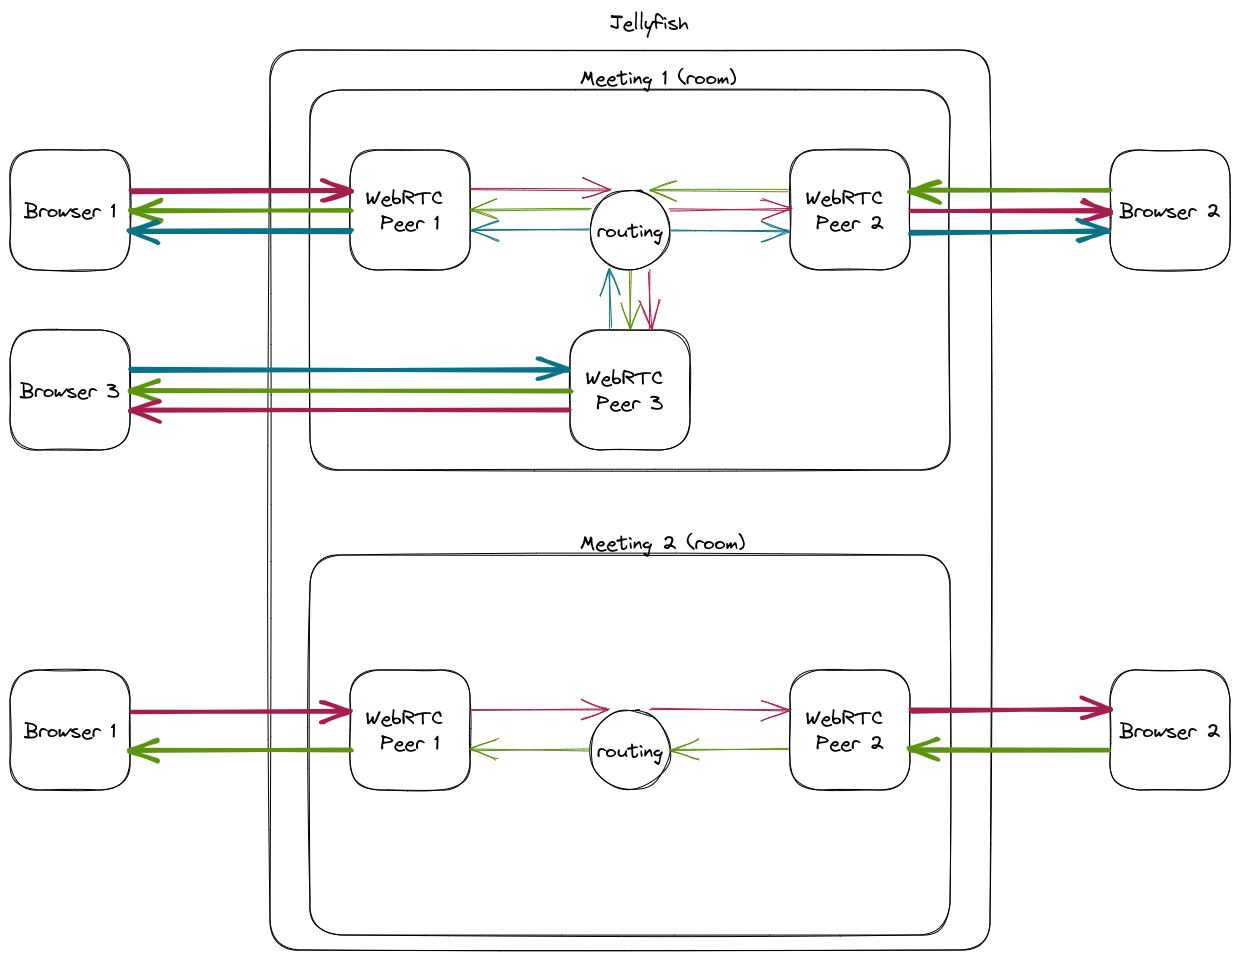 Jellyfish
Meeting 1 (room)
Browser 1
WebRTC
Peer 1
routing
WebRTC
Peer 2
Browser 2
Browser 3
WebRTC
Peer 3
Meeting 2 (room)
Browser 1
WebRTC
Peer 1
routing
WebRTC
Peer 2
Browser 2